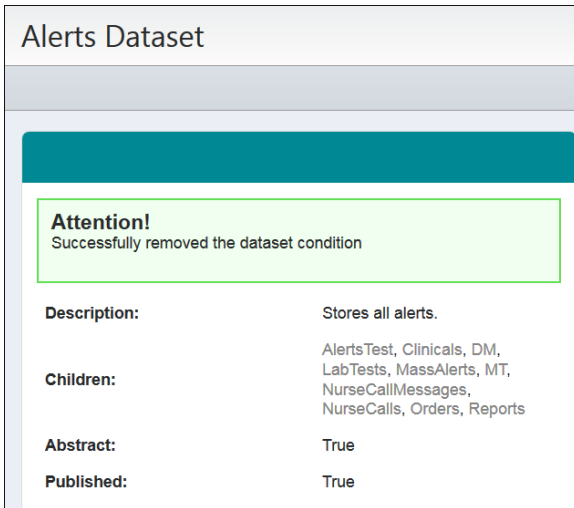 Alerts Dataset
Attention!
Successfully removed the dataset condition
Description: Stores all alerts.
Children: AlertsTest, Clinicals, DM,
LabTests, MassAlerts, MT,
NurseCallMessages,
NurseCalls, Orders, Reports
Abstract: True
Published: True